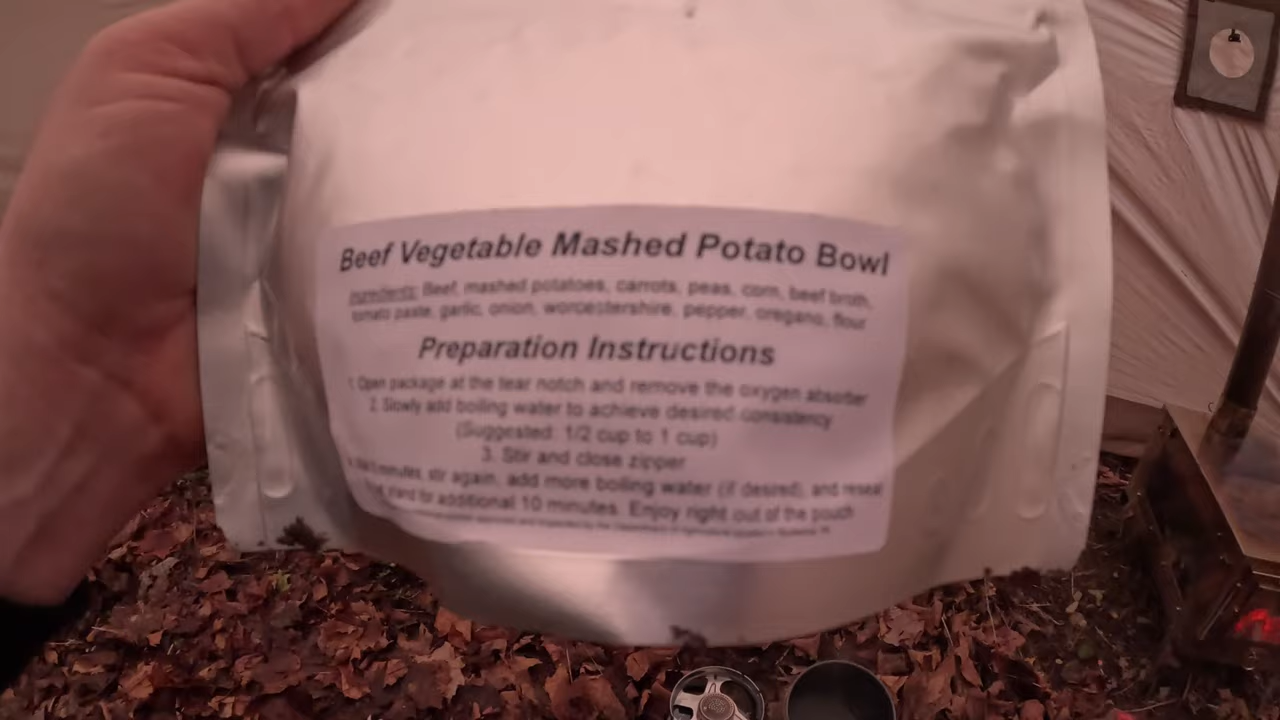 Beef Vegetable Mashed Potato Bowl
Ingredients: Beef, mashed potatoes, carrots, peas, corn, beef broth,
tomato paste, garlic, onion, worcestershire, pepper, oregano, flour
Preparation Instructions
1. Open package at the tear notch and remove the oxygen absorber
2. Slowly add boiling water to achieve desired consistency
(Suggested: 1/2 cup to 1 cup)
3. Stir and close zipper
minutes, stir again, add more boiling water (if desired), and reseal
stand for additional 10 minutes. Enjoy right out of the pouch